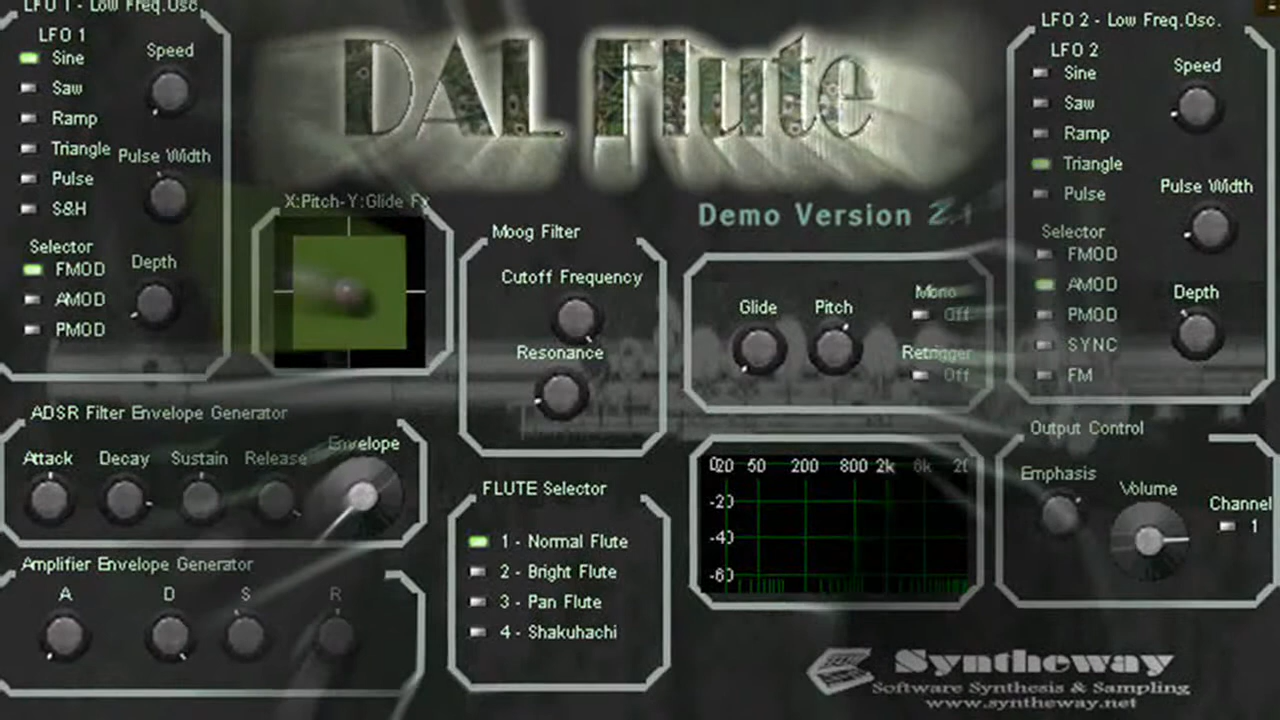 LFO 1 - Low Freq.Osc.
LFO 1
Sine
Saw
Ramp
Triangle
Pulse
S&H
Speed
Pulse Width
Selector
FMOD
AMOD
PMOD
Depth
DAL Flute
Demo Version 2.1
X:Pitch-Y:Glide Fx
Moog Filter
Cutoff Frequency
Resonance
Glide
Pitch
Mono
Off
Retrigger
Off
LFO 2 - Low Freq.Osc.
LFO 2
Sine
Saw
Ramp
Triangle
Pulse
Speed
Pulse Width
Selector
FMOD
AMOD
PMOD
SYNC
FM
Depth
ADSR Filter Envelope Generator
Attack
Decay
Sustain
Release
Envelope
Amplifier Envelope Generator
A
D
S
R
FLUTE Selector
1 - Normal Flute
2 - Bright Flute
3 - Pan Flute
4 - Shakuhachi
50 200 800 2k 6k
-20
-40
-60
Output Control
Emphasis
Volume
Channel
1
Syntheway
Software Synthesis & Sampling
www.syntheway.net